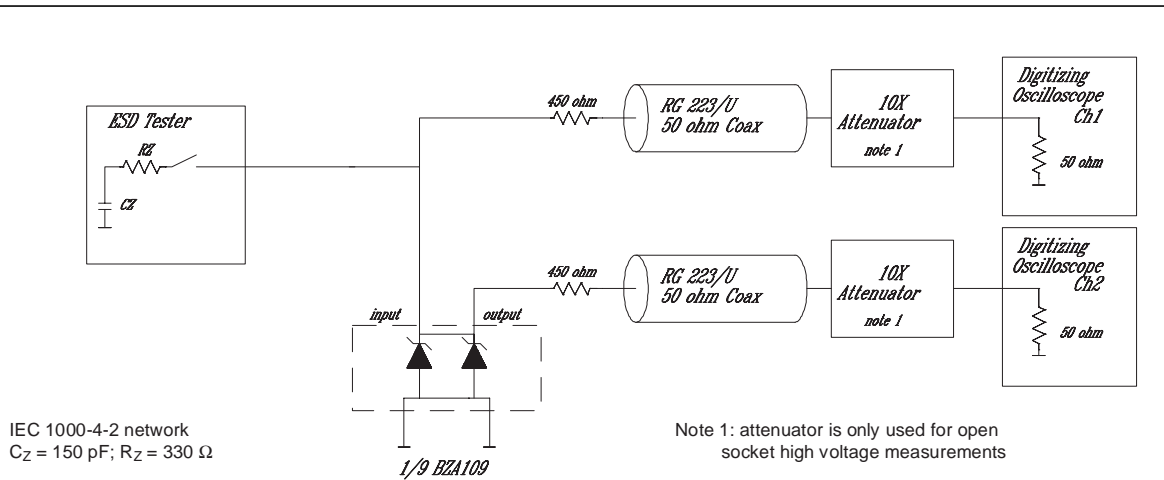 ESD Tester
RZ
CZ
450 ohm
RG 223/U
50 ohm Coax
10X
Attenuator
note 1
Digitizing
Oscilloscope
Ch1
50 ohm
450 ohm
RG 223/U
50 ohm Coax
10X
Attenuator
note 1
Digitizing
Oscilloscope
Ch2
50 ohm
input
output
1/9 BZA109
IEC 1000-4-2 network
CZ = 150 pF; RZ = 330 Ω
Note 1: attenuator is only used for open
socket high voltage measurements